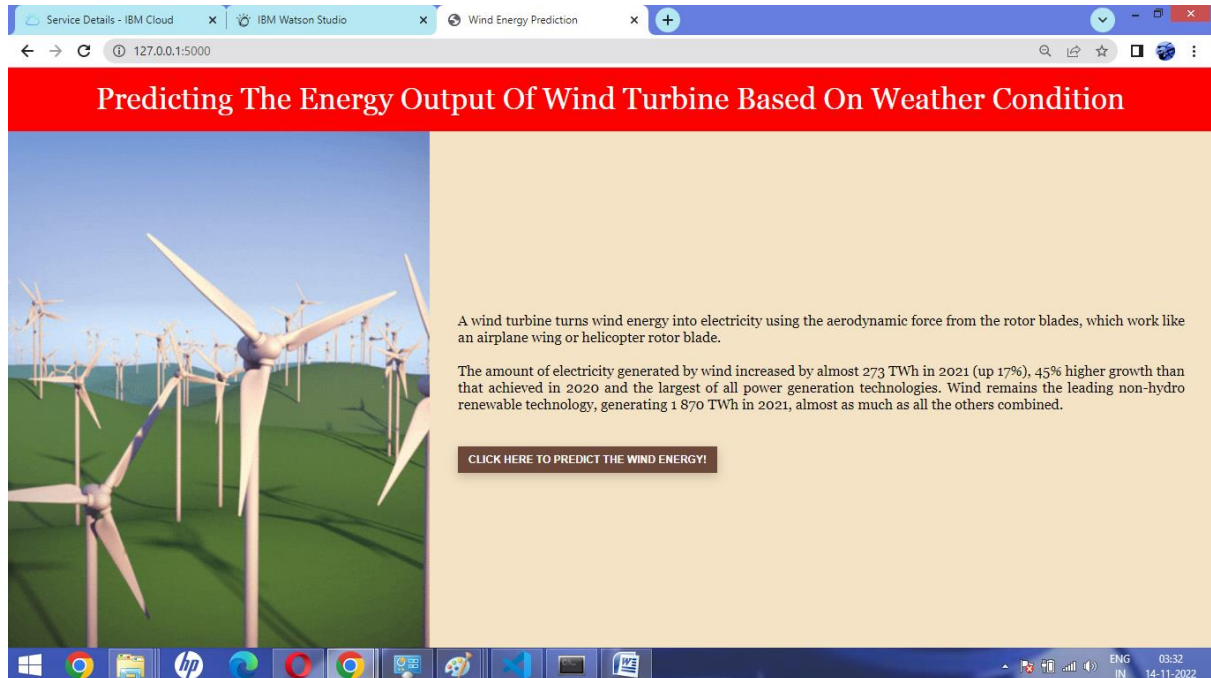 Service Details - IBM Cloud
IBM Watson Studio
Wind Energy Prediction
127.0.0.1:5000
Predicting The Energy Output Of Wind Turbine Based On Weather Condition
A wind turbine turns wind energy into electricity using the aerodynamic force from the rotor blades, which work like
an airplane wing or helicopter rotor blade.
The amount of electricity generated by wind increased by almost 273 TWh in 2021 (up 17%), 45% higher growth than
that achieved in 2020 and the largest of all power generation technologies. Wind remains the leading non-hydro
renewable technology, generating 1 870 TWh in 2021, almost as much as all the others combined.
CLICK HERE TO PREDICT THE WIND ENERGY!
hp
W
ENG
03:32
IN
14-11-2022